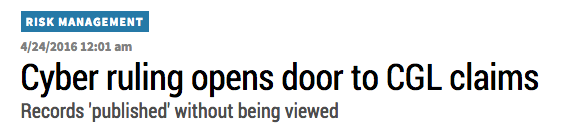 RISK MANAGEMENT
4/24/2016 12:01 am
Cyber ruling opens door to CGL claims
Records 'published' without being viewed